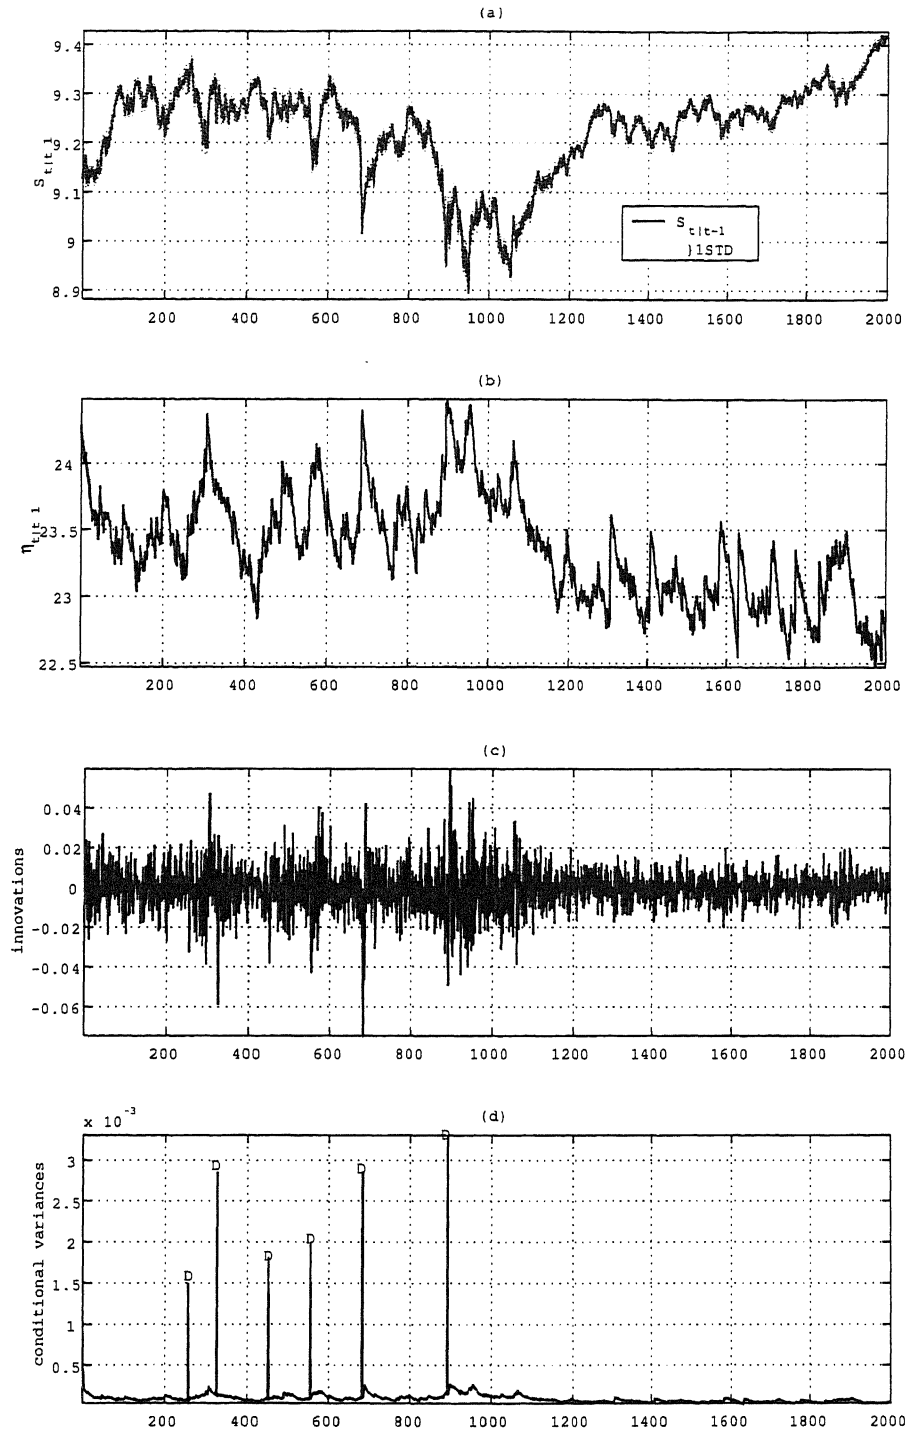 (a)
9.4
9.3
9.2
9.1
9
8.9
S t|t 1
S t|t-1
}1STD
200 400 600 800 1000 1200 1400 1600 1800 2000
(b)
24
23.5
23
22.5
η t|t 1
200 400 600 800 1000 1200 1400 1600 1800 2000
(c)
0.04
0.02
0
-0.02
-0.04
-0.06
innovations
200 400 600 800 1000 1200 1400 1600 1800 2000
x 10^-3
(d)
3
2.5
2
1.5
1
0.5
conditional variances
D
D
D
D
D
D
200 400 600 800 1000 1200 1400 1600 1800 2000